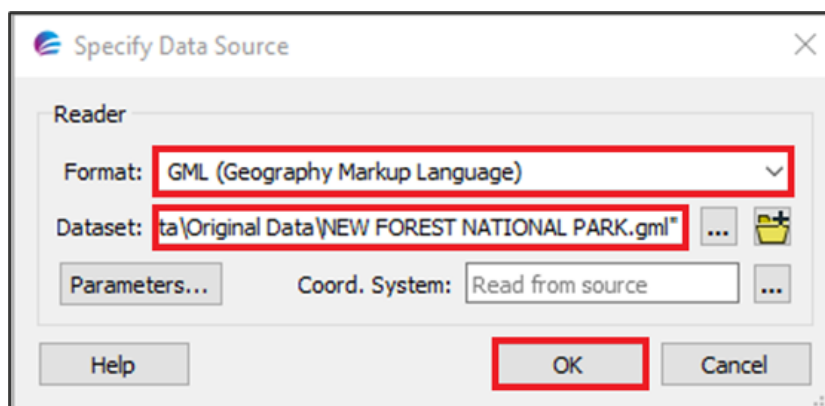 Specify Data Source
Reader
Format: GML (Geography Markup Language)
Dataset: ta\Original Data\NEW FOREST NATIONAL PARK.gml" ...
Parameters... Coord. System: Read from source ...
Help OK Cancel